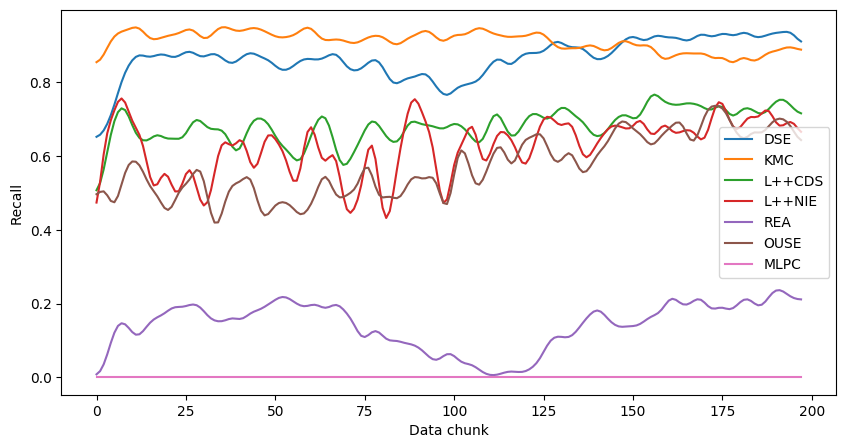 Recall
0.8
0.6
0.4
0.2
0.0
0
25
50
75
100
125
150
175
200
Data chunk
DSE
KMC
L++CDS
L++NIE
REA
OUSE
MLPC